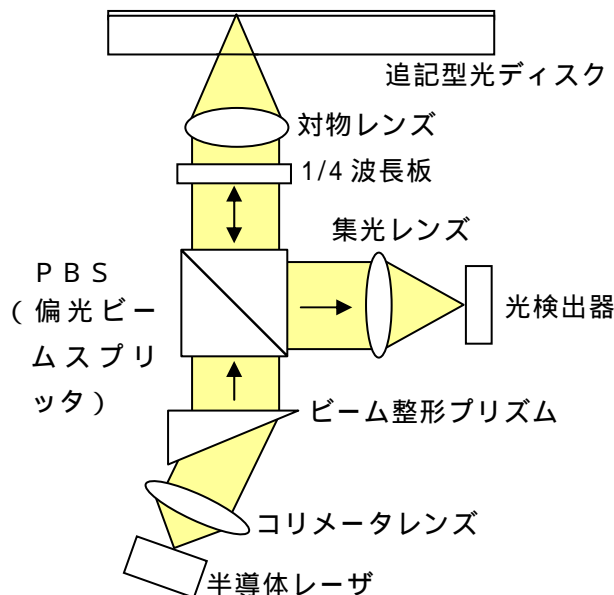 追記型光ディスク
対物レンズ
1/4 波長板
集光レンズ
PBS
(偏光ビー
ムスプリ
ッタ)
光検出器
ビーム整形プリズム
コリメータレンズ
半導体レーザ